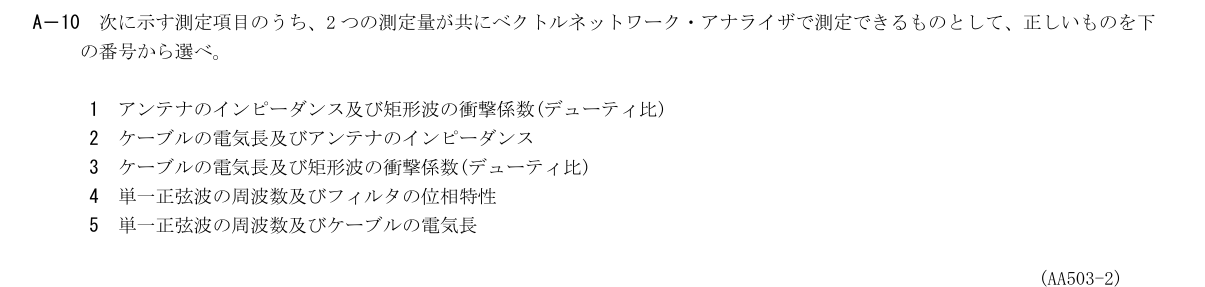 A－10　次に示す測定項目のうち、2 つの測定量が共にベクトルネットワーク・アナライザで測定できるものとして、正しいものを下
の番号から選べ。
1　アンテナのインピーダンス及び矩形波の衝撃係数(デューティ比)
2　ケーブルの電気長及びアンテナのインピーダンス
3　ケーブルの電気長及び矩形波の衝撃係数(デューティ比)
4　単一正弦波の周波数及びフィルタの位相特性
5　単一正弦波の周波数及びケーブルの電気長
(AA503-2)